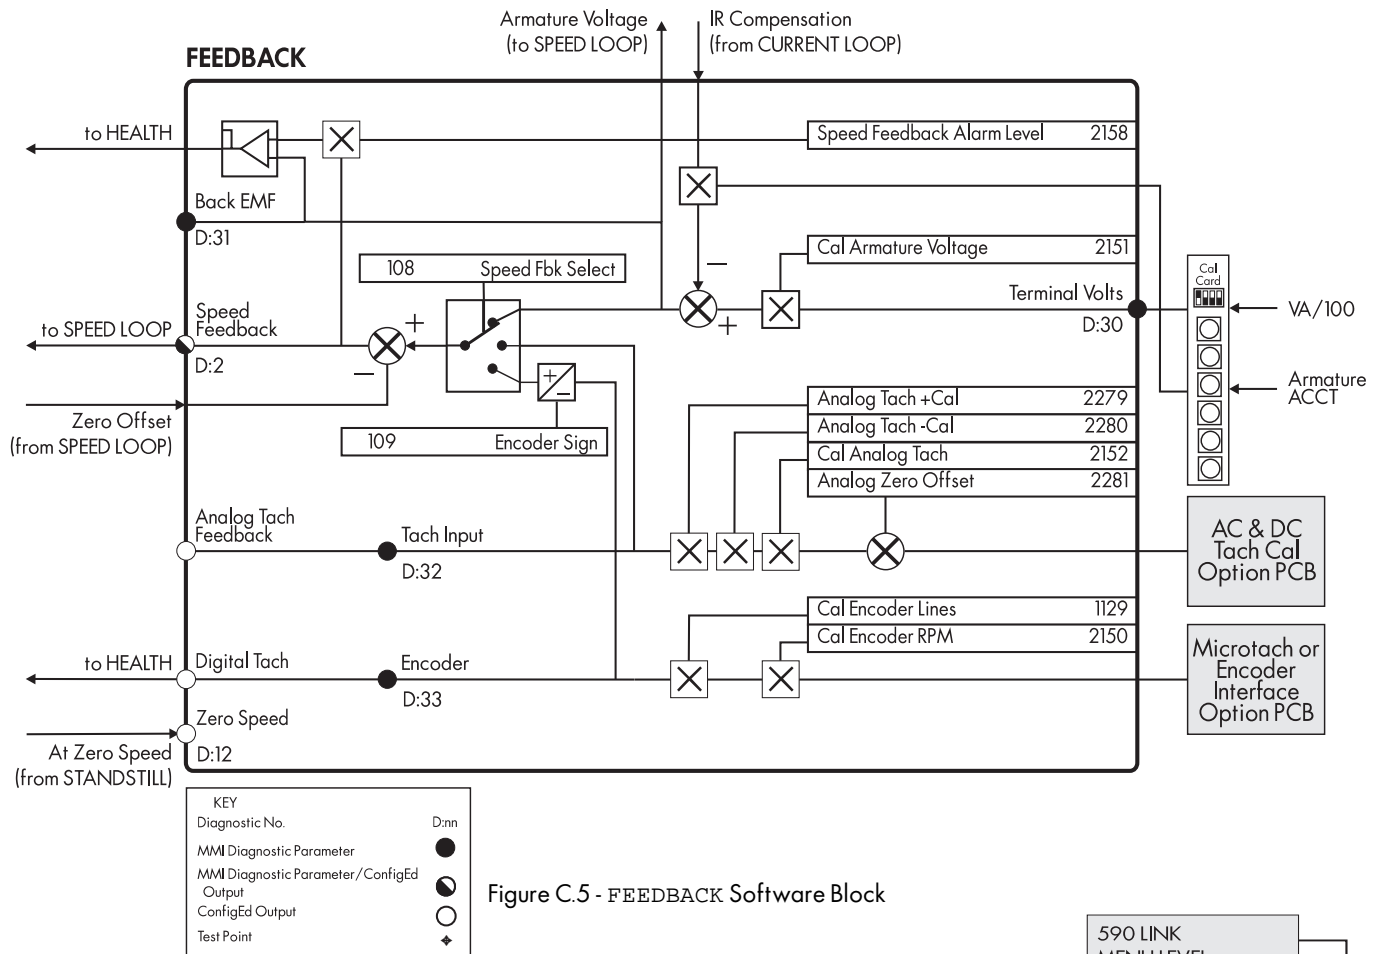 Armature Voltage
(to SPEED LOOP)
IR Compensation
(from CURRENT LOOP)
FEEDBACK
to HEALTH
Speed Feedback Alarm Level 2158
Back EMF
D:31
Cal Armature Voltage 2151
108 Speed Fbk Select
Cal
Card
Terminal Volts
D:30
VA/100
Speed
Feedback
to SPEED LOOP
D:2
+
—
—
+
+
–
Armature
ACCT
Analog Tach +Cal 2279
Analog Tach -Cal 2280
Cal Analog Tach 2152
Analog Zero Offset 2281
Zero Offset
(from SPEED LOOP)
109 Encoder Sign
Analog Tach
Feedback
Tach Input
D:32
AC & DC
Tach Cal
Option PCB
Cal Encoder Lines 1129
Cal Encoder RPM 2150
to HEALTH
Digital Tach
Encoder
D:33
Microtach or
Encoder
Interface
Option PCB
Zero Speed
D:12
At Zero Speed
(from STANDSTILL)
KEY
Diagnostic No. D:nn
MMI Diagnostic Parameter
MMI Diagnostic Parameter/ConfigEd
Output
ConfigEd Output
Test Point
Figure C.5 - FEEDBACK Software Block
590 LINK
MENU LEVEL